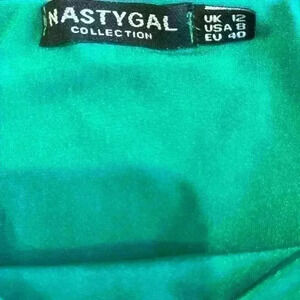 NASTYGAL
COLLECTION
UK 12
USA 8
EU 40